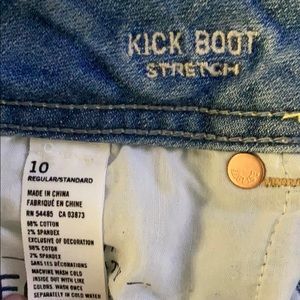 KICK BOOT
STRETCH
10
REGULAR/STANDARD
MADE IN CHINA
FABRIQUÉ EN CHINE
RN 54485 CA 03873
98% COTTON
2% SPANDEX
EXCLUSIVE OF DECORATION
98% COTON
2% SPANDEX
SANS LES DÉCORATIONS
MACHINE WASH COLD
INSIDE OUT WITH LIKE
COLORS. WASH ONCE
SEPARATELY IN COLD WATER